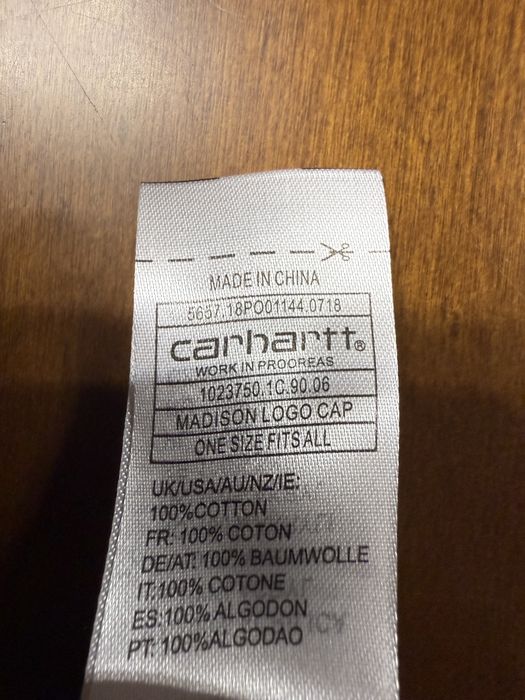 MADE IN CHINA
5657.18PO01144.0718
carhartt®
WORK IN PROOREAS
1023750.1C.90.06
MADISON LOGO CAP
ONE SIZE FITS ALL
UK/USA/AU/NZ/IE:
100%COTTON
FR: 100% COTON
DE/AT: 100% BAUMWOLLE
IT:100% COTONE
ES:100%ALGODON
PT: 100%ALGODAO